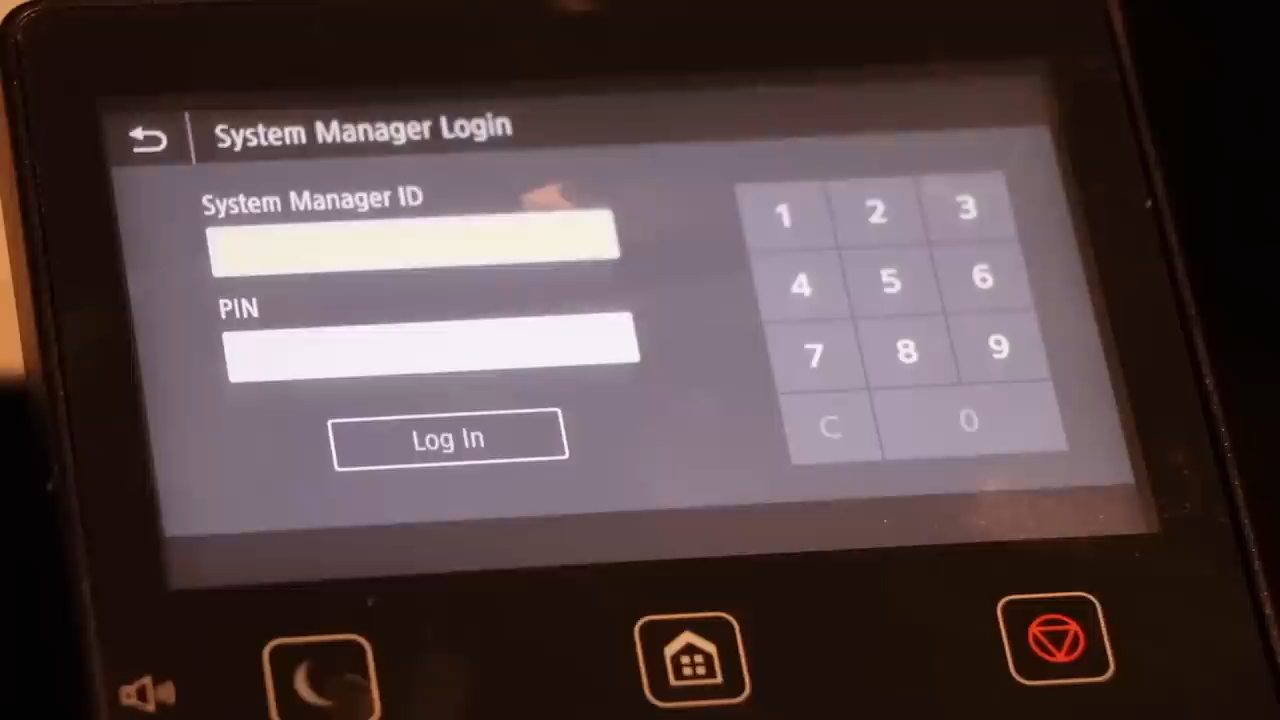 System Manager Login
System Manager ID
PIN
Log In
1 2 3
4 5 6
7 8 9
C 0